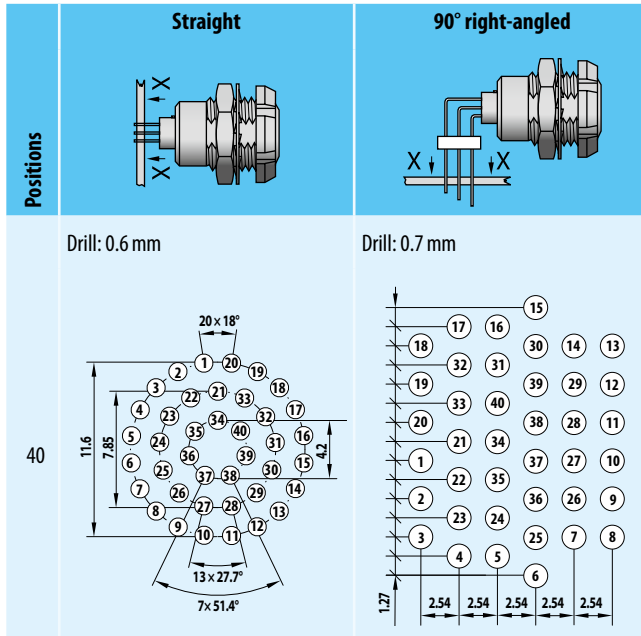 Straight
90° right-angled
Positions
X
X
X
X
Drill: 0.6 mm
Drill: 0.7 mm
40
20 × 18°
11.6
7.85
4.2
13 × 27.7°
7 × 51.4°
1 20
2 19
3 22 21 33 18
4 23 34 32 17
5 24 35 40 31 16
6 25 36 39 30 15
7 26 37 38 29 14
8 27 28 13
9 10 11 12
15
17 16
18 30 14 13
32 31
19 39 29 12
33 40
20 38 28 11
21 34
1 37 27 10
22 35
2 36 26 9
23 24
3 25 7 8
4 5
6
1.27
2.54 2.54 2.54 2.54 2.54